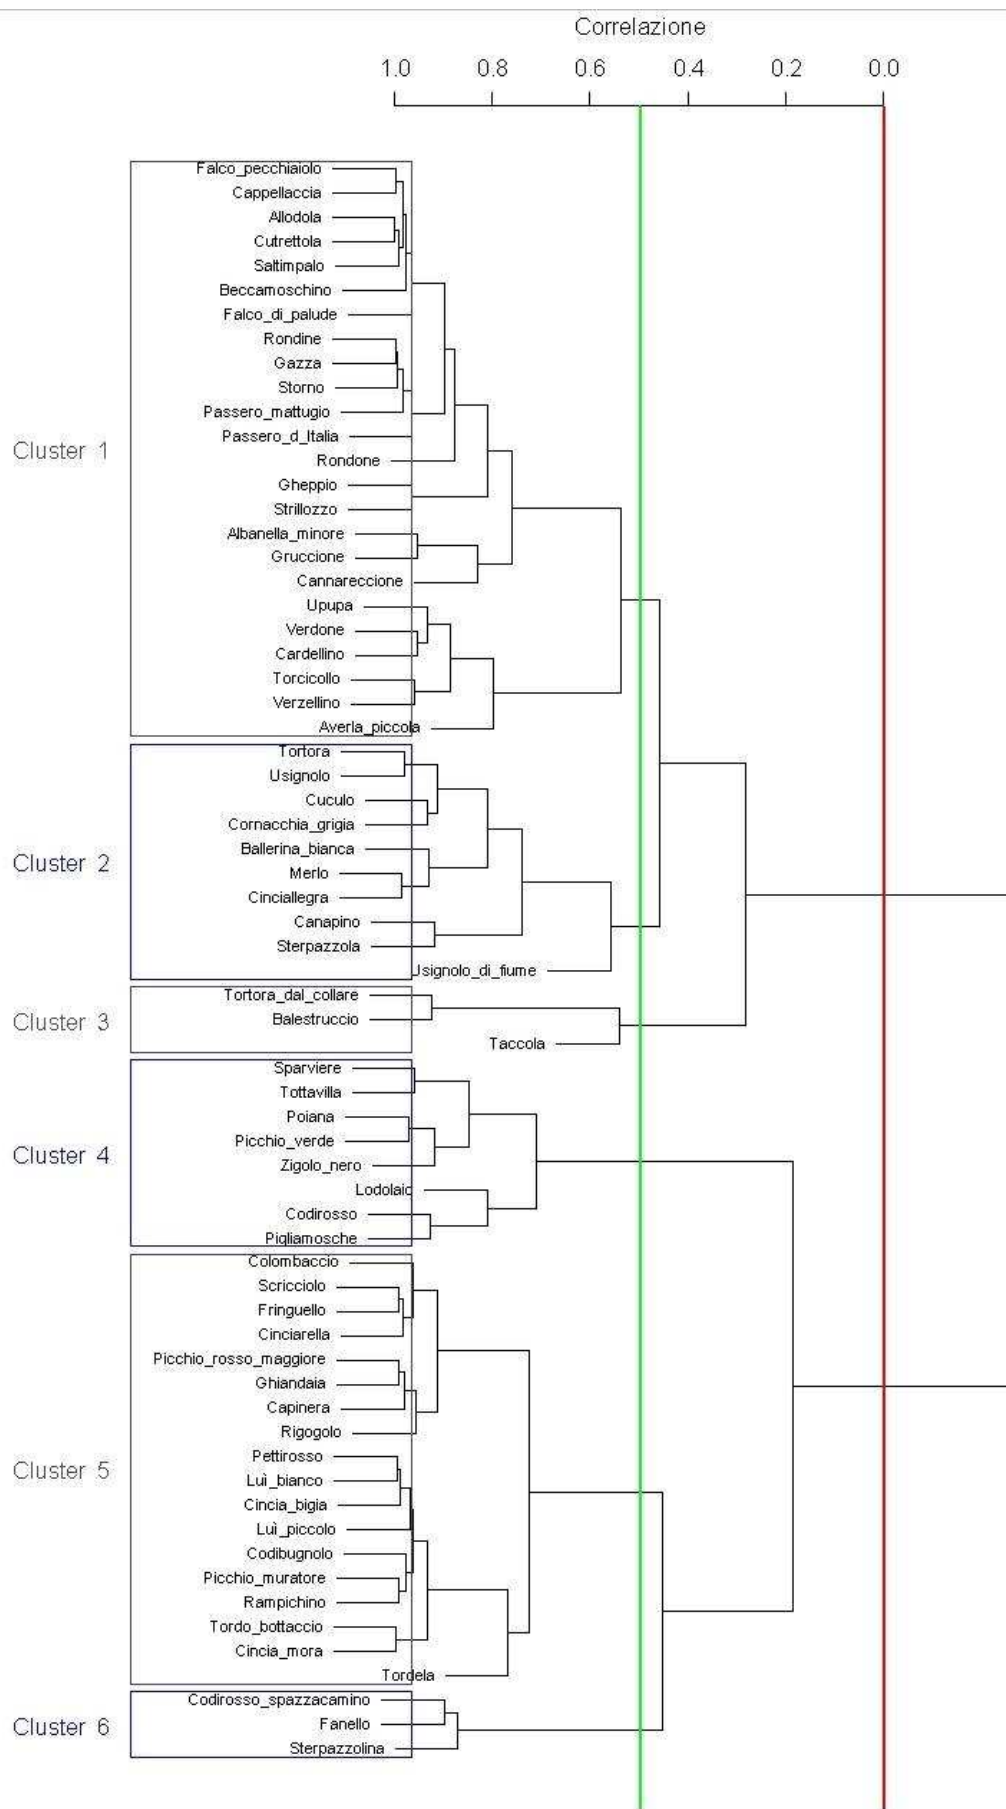 Correlazione
1.0 0.8 0.6 0.4 0.2 0.0
Falco_pecchiaiolo
Cappellaccia
Allodola
Cutrettola
Saltimpalo
Beccamoschino
Falco_di_palude
Rondine
Gazza
Storno
Passero_mattugio
Passero_d_Italia
Cluster 1
Rondone
Gheppio
Strillozzo
Albanella_minore
Gruccione
Cannareccione
Upupa
Verdone
Cardellino
Torcicollo
Verzellino
Averla_piccola
Tortora
Usignolo
Cuculo
Cornacchia_grigia
Ballerina_bianca
Cluster 2
Merlo
Cinciallegra
Canapino
Sterpazzola
Usignolo_di_fiume
Tortora_dal_collare
Balestruccio
Cluster 3
Taccola
Sparviere
Tottavilla
Poiana
Picchio_verde
Cluster 4
Zigolo_nero
Lodolaio
Codirosso
Pigliamosche
Colombaccio
Scricciolo
Fringuello
Cinciarella
Picchio_rosso_maggiore
Ghiandaia
Capinera
Rigogolo
Pettirosso
Cluster 5
Luì_bianco
Cincia_bigia
Luì_piccolo
Codibugnolo
Picchio_muratore
Rampichino
Tordo_bottaccio
Cincia_mora
Tordela
Codirosso_spazzacamino
Fanello
Cluster 6
Sterpazzolina